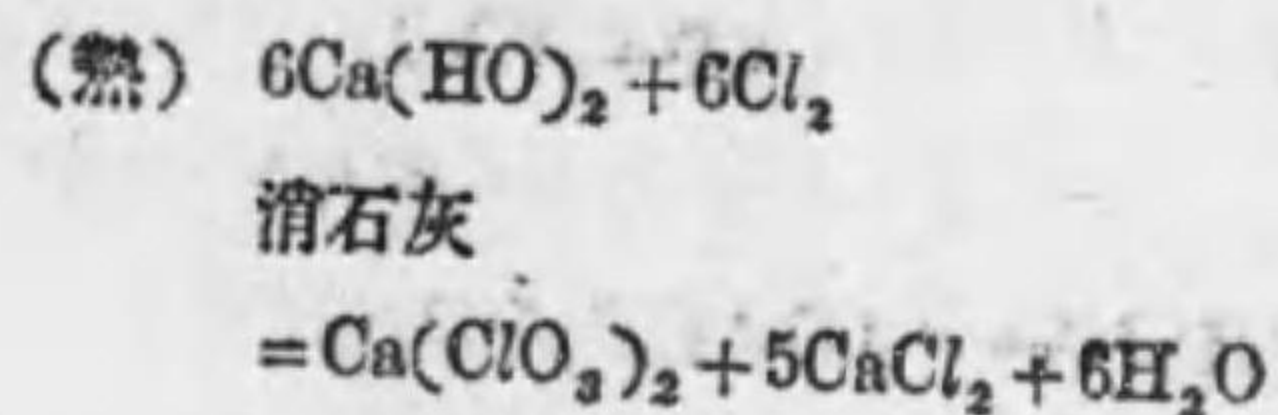 (熱) 6Ca(HO)₂+6Cl₂
消石灰
=Ca(ClO₃)₂+5CaCl₂+6H₂O